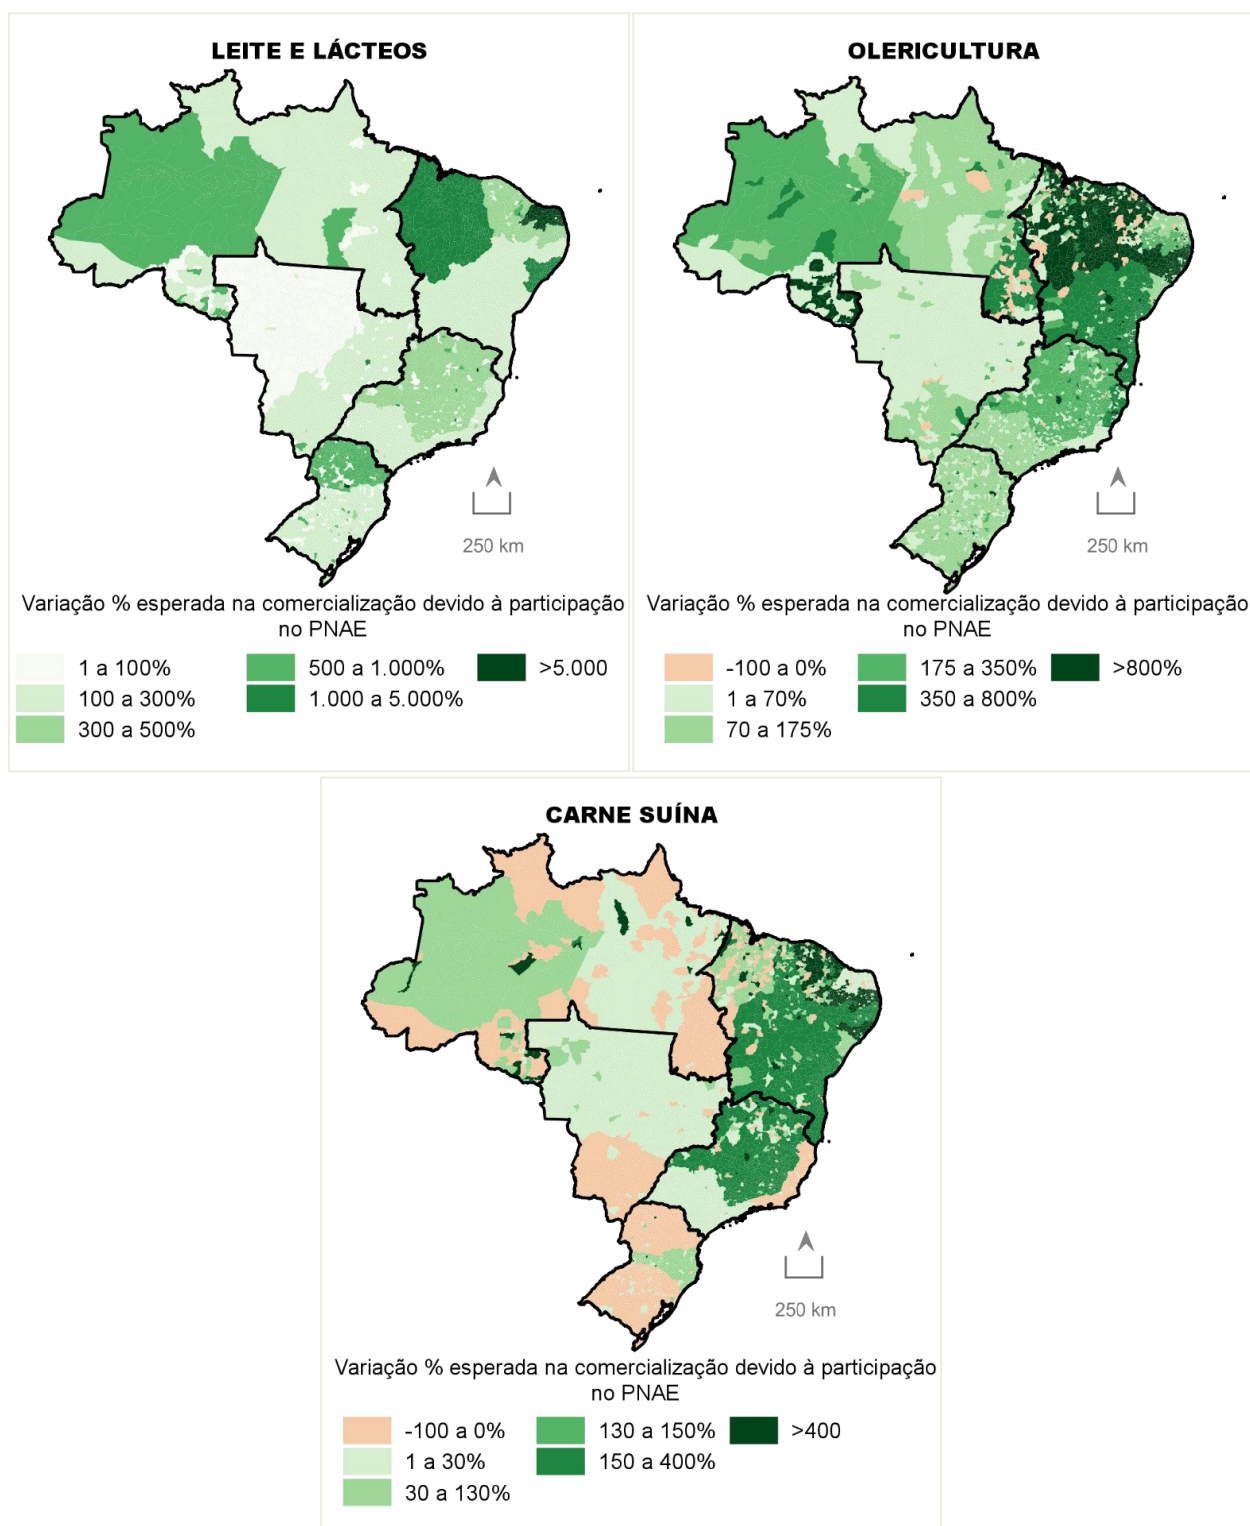 LEITE E LÁCTEOS
250 km
Variação % esperada na comercialização devido à participação
no PNAE
1 a 100%
500 a 1.000%
>5.000
100 a 300%
1.000 a 5.000%
300 a 500%
OLERICULTURA
250 km
Variação % esperada na comercialização devido à participação
no PNAE
-100 a 0%
175 a 350%
>800%
1 a 70%
350 a 800%
70 a 175%
CARNE SUÍNA
250 km
Variação % esperada na comercialização devido à participação
no PNAE
-100 a 0%
130 a 150%
>400
1 a 30%
150 a 400%
30 a 130%